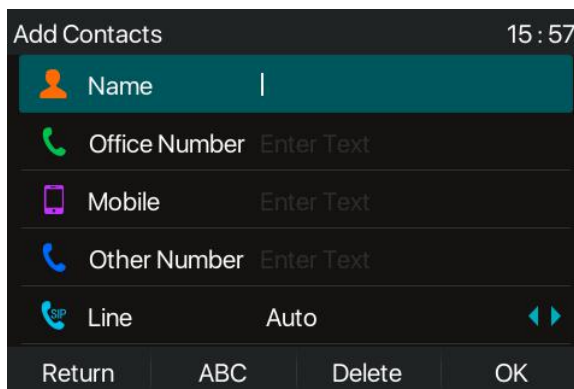 Add Contacts 15:57
Name
Office Number Enter Text
Mobile Enter Text
Other Number Enter Text
SIP Line Auto
Return ABC Delete OK